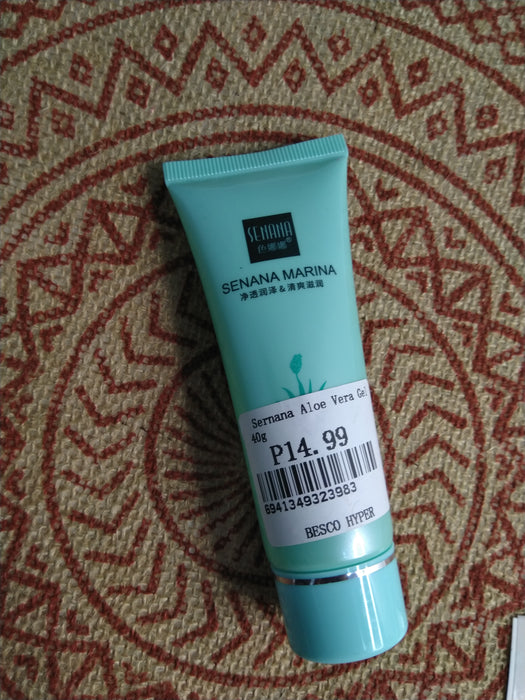 SENANA
色娜娜®
SENANA MARINA
净透润泽&清爽滋润
Sernana Aloe Vera Gel
40g
P14.99
6941349323983
BESCO HYPER